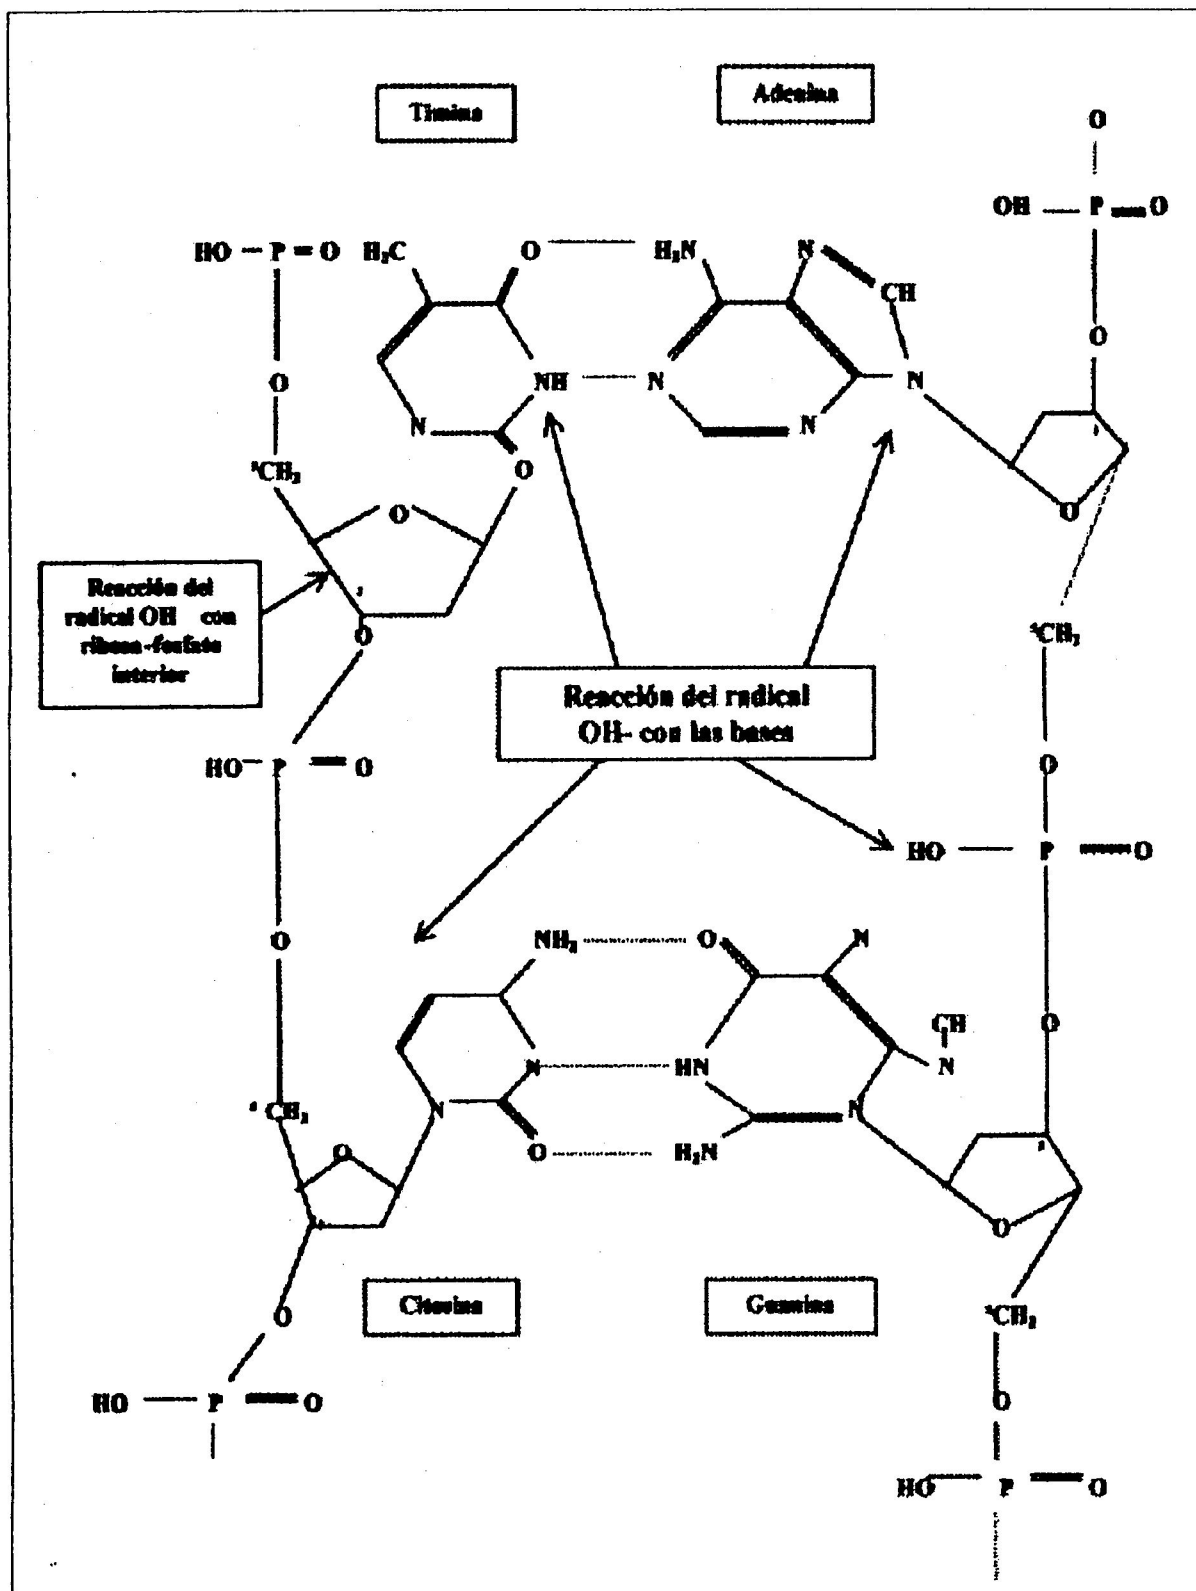 Timina
Adenina
O
OH P O
HO P = O
H₃C
O
H₂N
N
CH
O
O
NH
N
N
N
N
⁵CH₂
O
O
O
Reacción del
radical OH con
ribosa-fosfato
interior
O
⁵CH₂
Reacción del radical
OH- con las bases
HO P O
O
HO P O
O
NH₂
O
N
CH
O
N
HN
N
⁵CH₂
N
N
O
O
H₂N
O
O
Citosina
Guanina
⁵CH₂
HO P O
O
HO P O